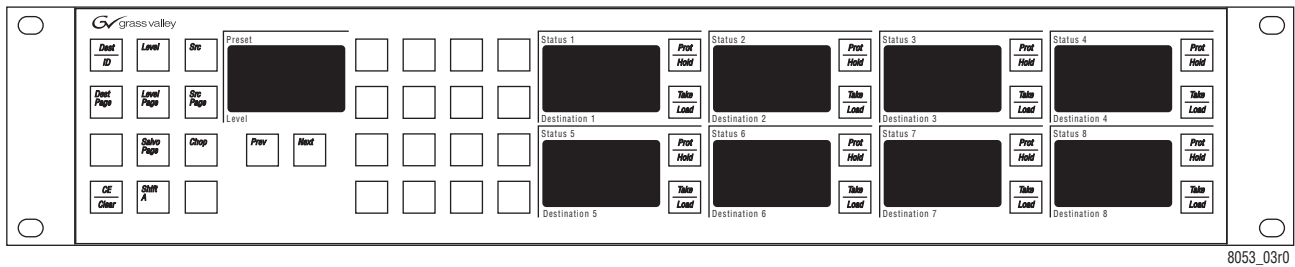 Gv grass valley
Dest
ID
Level
Src
Preset
Dest
Page
Level
Page
Src
Page
Level
Salvo
Page
Chop
Prev
Next
CE
Clear
Shift
A
Status 1
Prot
Hold
Take
Load
Destination 1
Status 2
Prot
Hold
Take
Load
Destination 2
Status 3
Prot
Hold
Take
Load
Destination 3
Status 4
Prot
Hold
Take
Load
Destination 4
Status 5
Prot
Hold
Take
Load
Destination 5
Status 6
Prot
Hold
Take
Load
Destination 6
Status 7
Prot
Hold
Take
Load
Destination 7
Status 8
Prot
Hold
Take
Load
Destination 8
8053_03r0